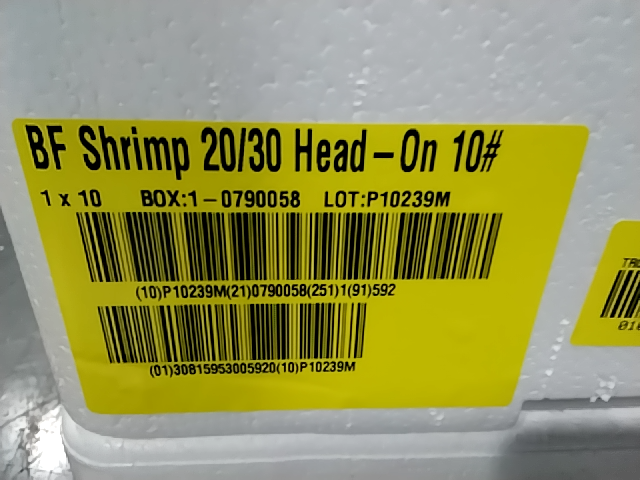 BF Shrimp 20/30 Head-On 10#
1 x 10 BOX:1-0790058 LOT:P10239M
(10)P10239M(21)0790058(251)1(91)592
(01)30815953005920(10)P10239M